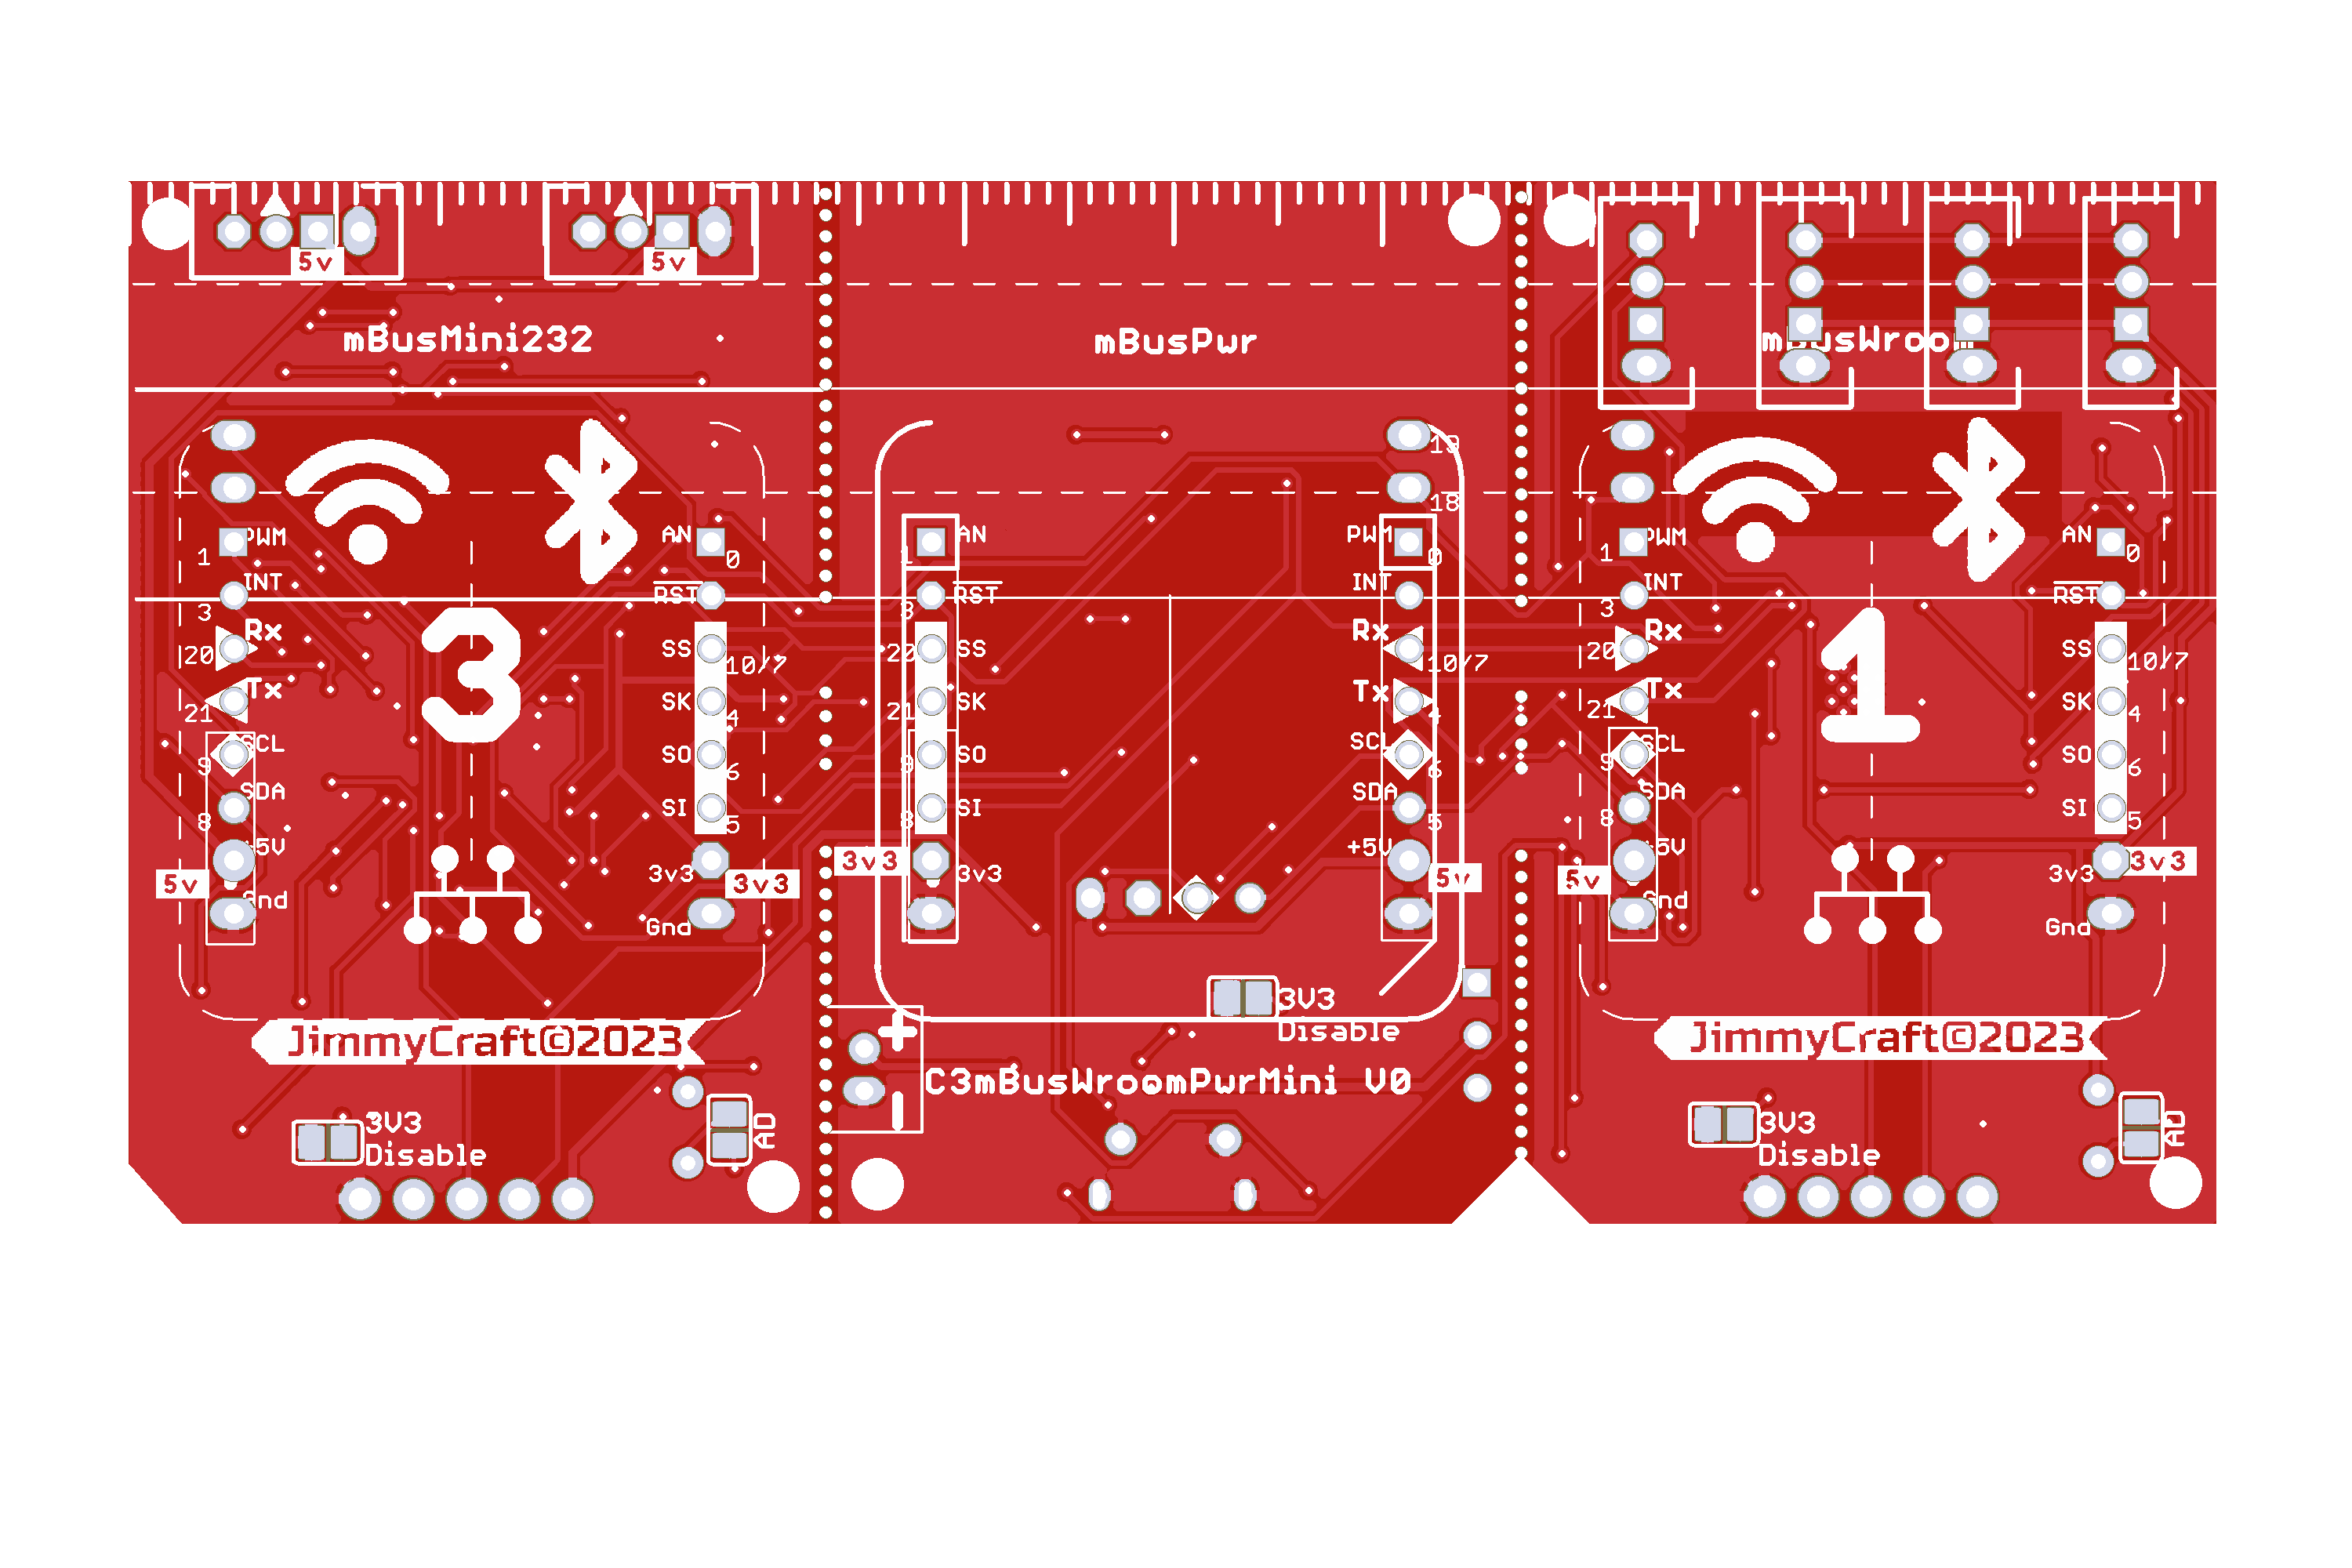 5v
5v
mBusMini232
mBusPwr
19
18
PWM
1
AN
0
INT
3
RST
Rx
20
SS
10/7
Tx
21
SK
4
SCL
9
SO
6
SDA
8
SI
5
+5V
5v
Gnd
3v3
3v3
Gnd
3
JimmyCraft©2023
3V3
Disable
AD
AN
1
PWM
0
RST
3
INT
SS
20
Rx
10/7
SK
21
Tx
4
SO
9
SCL
6
SI
8
SDA
5
3v3
3v3
+5V
5v
3V3
Disable
+
-
C3mBusWroomPwrMini V0
PWM
1
AN
0
INT
3
RST
Rx
20
SS
10/7
Tx
21
SK
4
SCL
9
SO
6
SDA
8
SI
5
5V
5v
Gnd
3v3
3v3
Gnd
1
JimmyCraft©2023
3V3
Disable
AD